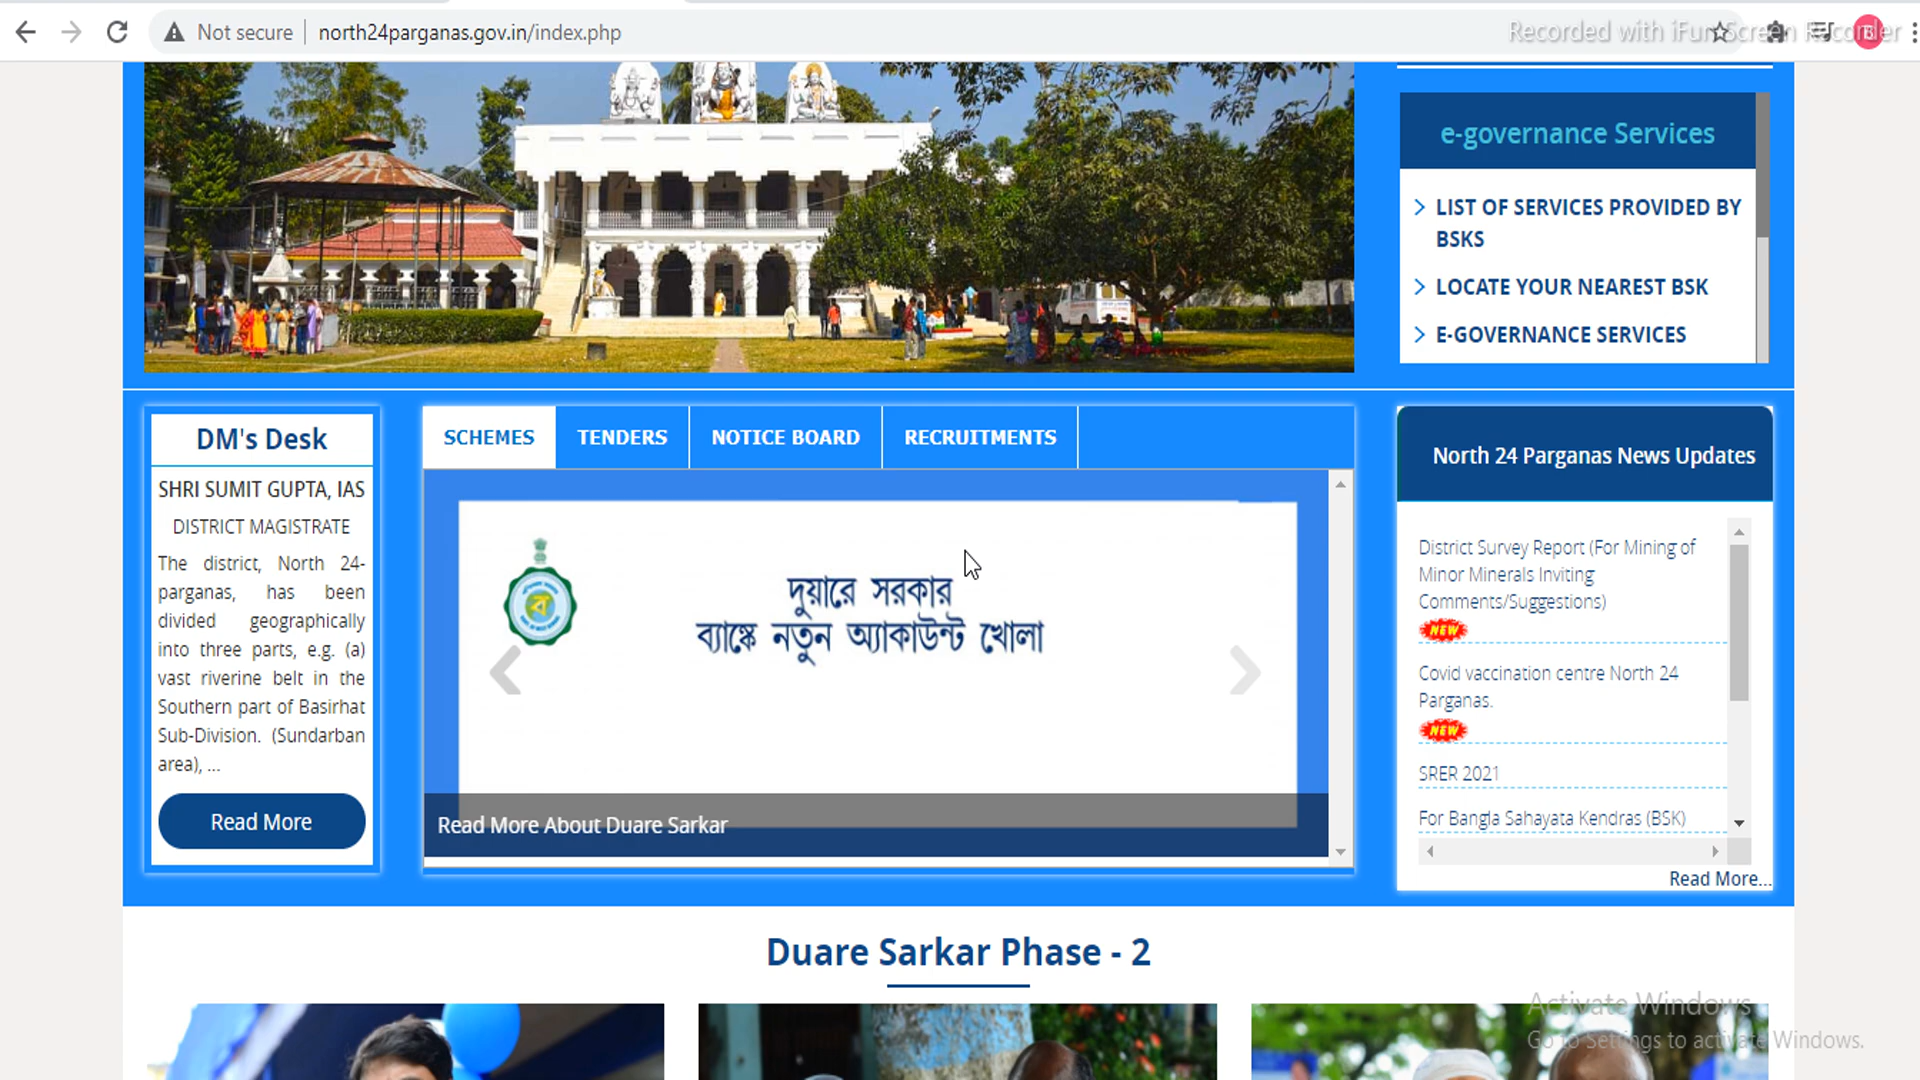 Not secure
north24parganas.gov.in/index.php
Recorded with iFun Screen Recorder
e-governance Services
LIST OF SERVICES PROVIDED BY
BSKS
LOCATE YOUR NEAREST BSK
E-GOVERNANCE SERVICES
DM's Desk
SHRI SUMIT GUPTA, IAS
DISTRICT MAGISTRATE
The district, North 24-
parganas, has been
divided geographically
into three parts, e.g. (a)
vast riverine belt in the
Southern part of Basirhat
Sub-Division. (Sundarban
area), ...
Read More
SCHEMES
TENDERS
NOTICE BOARD
RECRUITMENTS
ব
দুয়ারে সরকার
ব্যাঙ্কে নতুন অ্যাকাউন্ট খোলা
Read More About Duare Sarkar
North 24 Parganas News Updates
District Survey Report (For Mining of
Minor Minerals Inviting
Comments/Suggestions)
NEW
Covid vaccination centre North 24
Parganas.
NEW
SRER 2021
For Bangla Sahayata Kendras (BSK)
Read More...
Duare Sarkar Phase - 2
Activate Windows
Go to Settings to activate Windows.